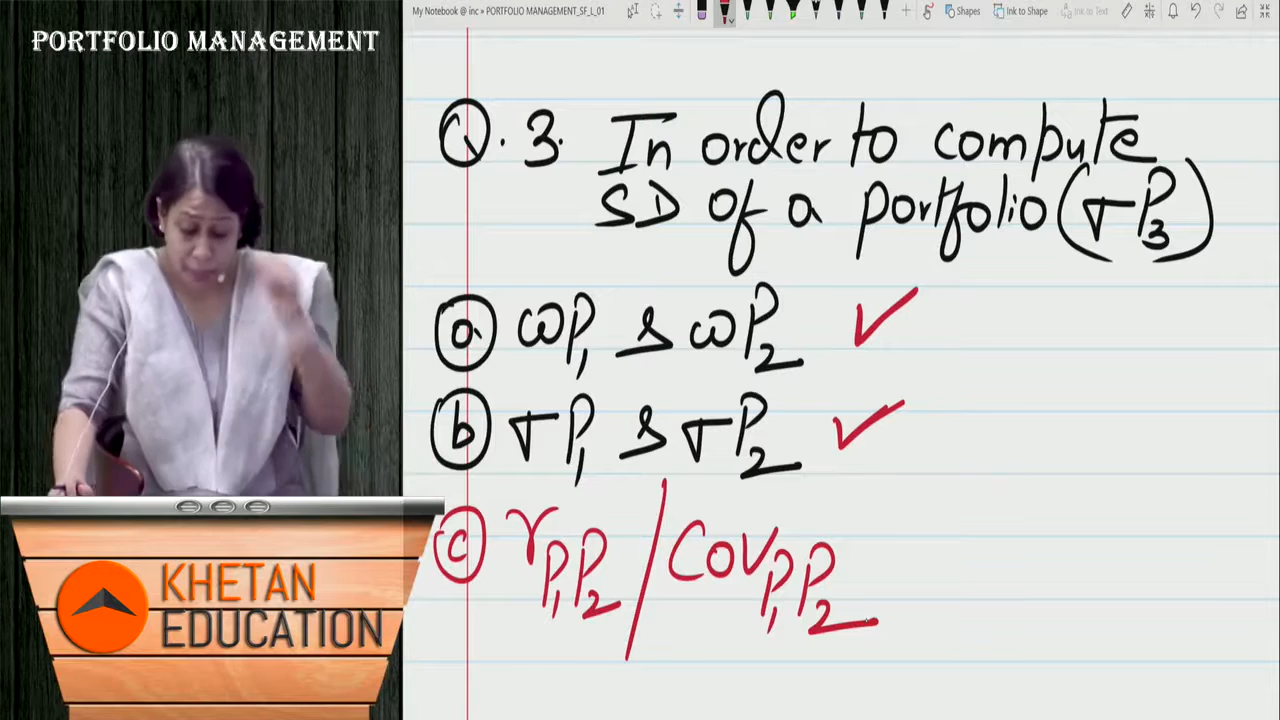 My Notebook @ inc » PORTFOLIO MANAGEMENT_SF_L_01
Shapes
Ink to Shape
Ink to Text
PORTFOLIO MANAGEMENT
Q.3. In order to compute
SD of a portfolio (σP3)
a ωP1 & ωP2 ✓
b σP1 & σP2 ✓
c rP1P2 / CovP1P2
KHETAN
EDUCATION